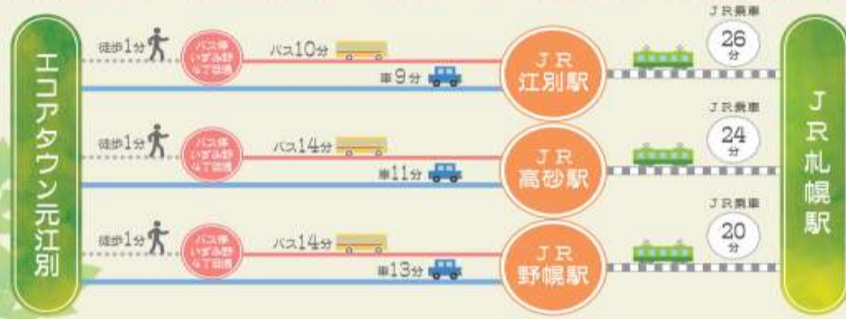 エコアタウン元江別
徒歩1分
バス停
いずみ野
4丁目通
バス10分
車9分
JR
江別駅
JR乗車
26
分
徒歩1分
バス停
いずみ野
4丁目通
バス14分
車11分
JR
高砂駅
JR乗車
24
分
徒歩1分
バス停
いずみ野
4丁目通
バス14分
車13分
JR
野幌駅
JR乗車
20
分
JR札幌駅